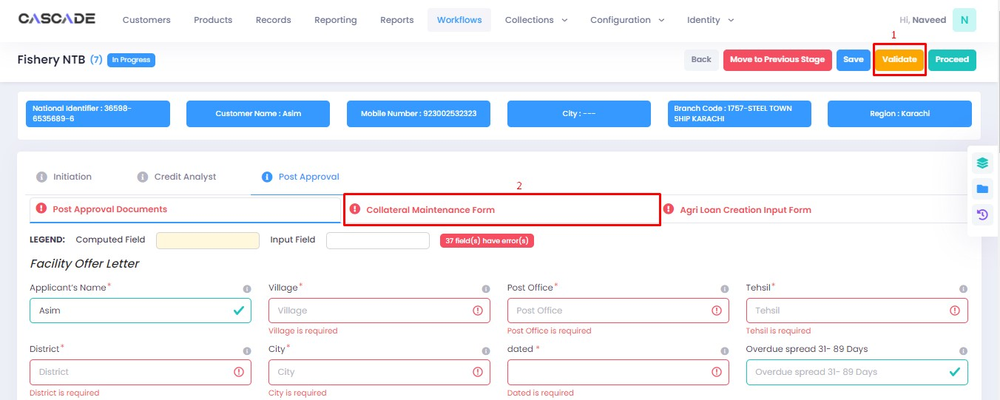 CASCADE Customers Products Records Reporting Reports Workflows Collections Configuration Identity Hi, Naveed N
1
Fishery NTB (7) In Progress Back Move to Previous Stage Save Validate Proceed
National Identifier : 36598-6535689-6
Customer Name : Asim
Mobile Number : 923002532323
City : ---
Branch Code : 1757-STEEL TOWN
SHIP KARACHI
Region : Karachi
Initiation Credit Analyst Post Approval
2
Post Approval Documents Collateral Maintenance Form Agri Loan Creation Input Form
LEGEND: Computed Field Input Field 37 field(s) have error(s)
Facility Offer Letter
Applicant's Name* Village* Post Office* Tehsil*
Asim Village Post Office Tehsil
Village is required Post Office is required Tehsil is required
District* City* dated * Overdue spread 31- 89 Days
District City Overdue spread 31- 89 Days
District is required City is required Dated is required